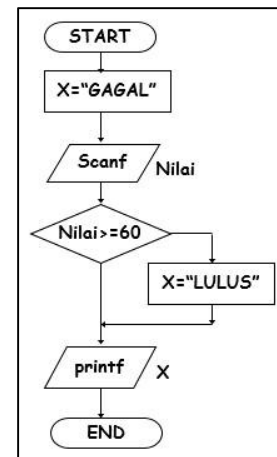 START
X="GAGAL"
Scanf
Nilai
Nilai>=60
X="LULUS"
printf
X
END